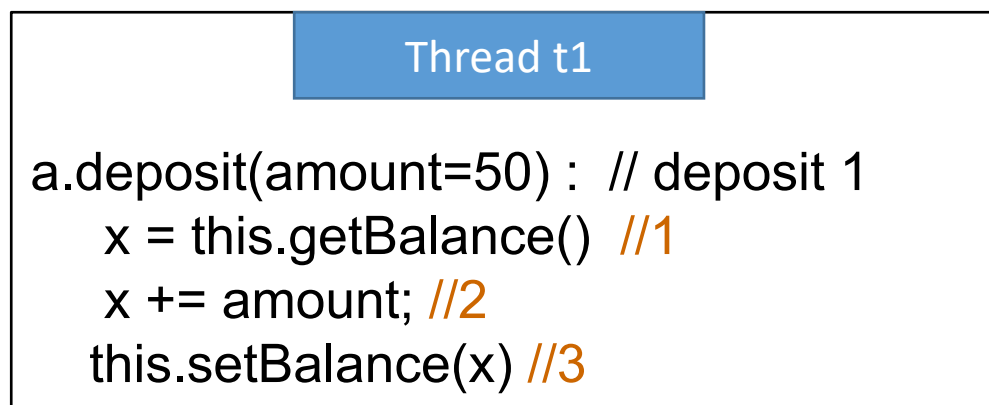 Thread t1
a.deposit(amount=50) : // deposit 1
x = this.getBalance() //1
x += amount; //2
this.setBalance(x) //3